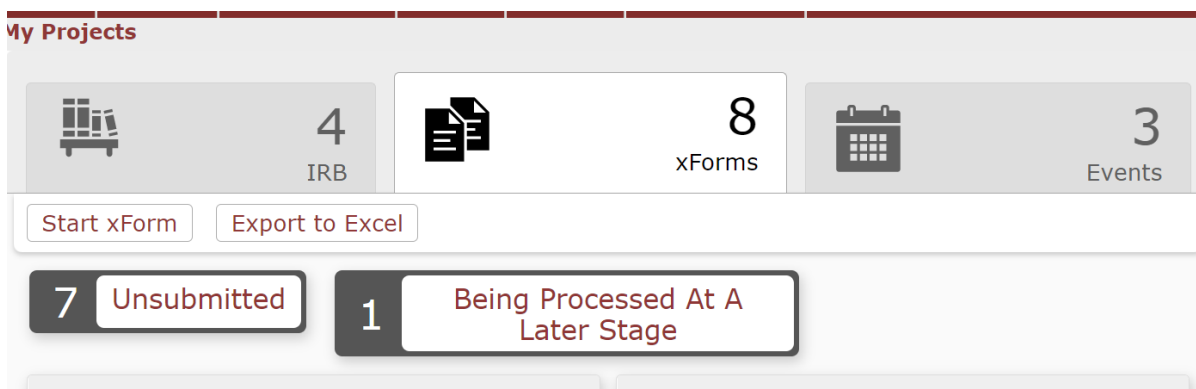 My Projects
4
IRB
8
xForms
3
Events
Start xForm
Export to Excel
7 Unsubmitted
1 Being Processed At A
Later Stage